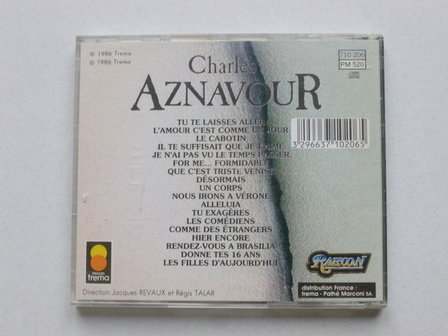 ℗ 1986 Trema
© 1986 Trema
Charles
AZNAVOUR
710.206
PM 520
TU TE LAISSES ALLER
L'AMOUR C'EST COMME UN JOUR
LE CABOTIN
IL TE SUFFISAIT QUE JE T'AIME
JE N'AI PAS VU LE TEMPS PASSER
FOR ME... FORMIDABLE
QUE C'EST TRISTE VENISE
DÉSORMAIS
UN CORPS
NOUS IRONS A VÉRONE
ALLELUIA
TU EXAGÈRES
LES COMÉDIENS
COMME DES ÉTRANGERS
HIER ENCORE
RENDEZ-VOUS A BRASILIA
DONNE TES 16 ANS
LES FILLES D'AUJOURD'HUI
3 296637 102065
disques
trema
Direction Jacques REVAUX et Régis TALAR
RACCOON
distribution France :
trema - Pathé Marconi SA.